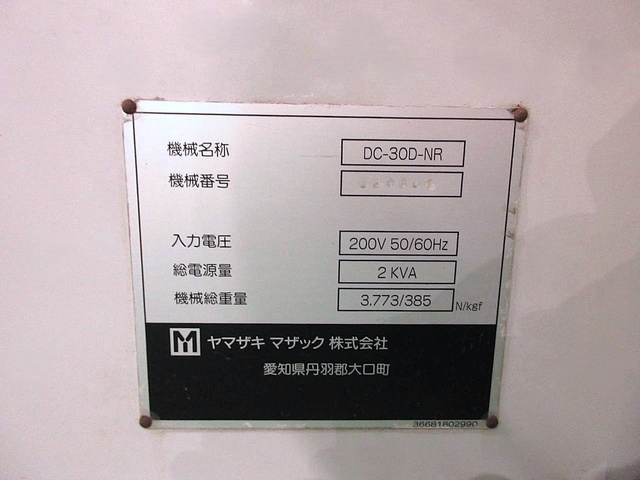 機械名称 DC-30D-NR
機械番号
入力電圧 200V 50/60Hz
総電源量 2 KVA
機械総重量 3.773/385 N/kgf
ヤマザキ マザック 株式会社
愛知県丹羽郡大口町
36681802990